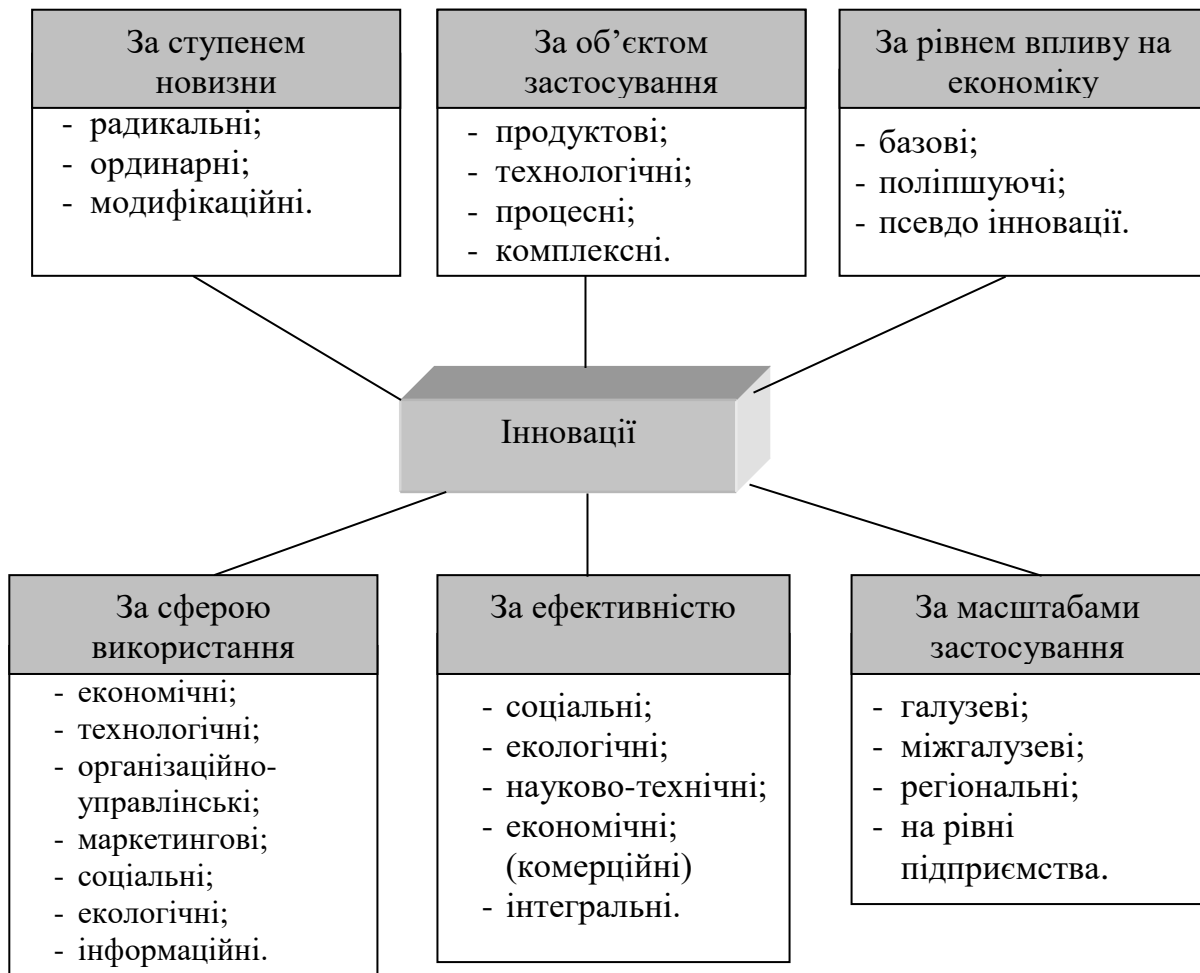 За ступенем
новизни
- радикальні;
- ординарні;
- модифікаційні.
За об’єктом
застосування
- продуктові;
- технологічні;
- процесні;
- комплексні.
За рівнем впливу на
економіку
- базові;
- поліпшуючі;
- псевдо інновації.
Інновації
За сферою
використання
- економічні;
- технологічні;
- організаційно-
управлінські;
- маркетингові;
- соціальні;
- екологічні;
- інформаційні.
За ефективністю
- соціальні;
- екологічні;
- науково-технічні;
- економічні;
(комерційні)
- інтегральні.
За масштабами
застосування
- галузеві;
- міжгалузеві;
- регіональні;
- на рівні
підприємства.